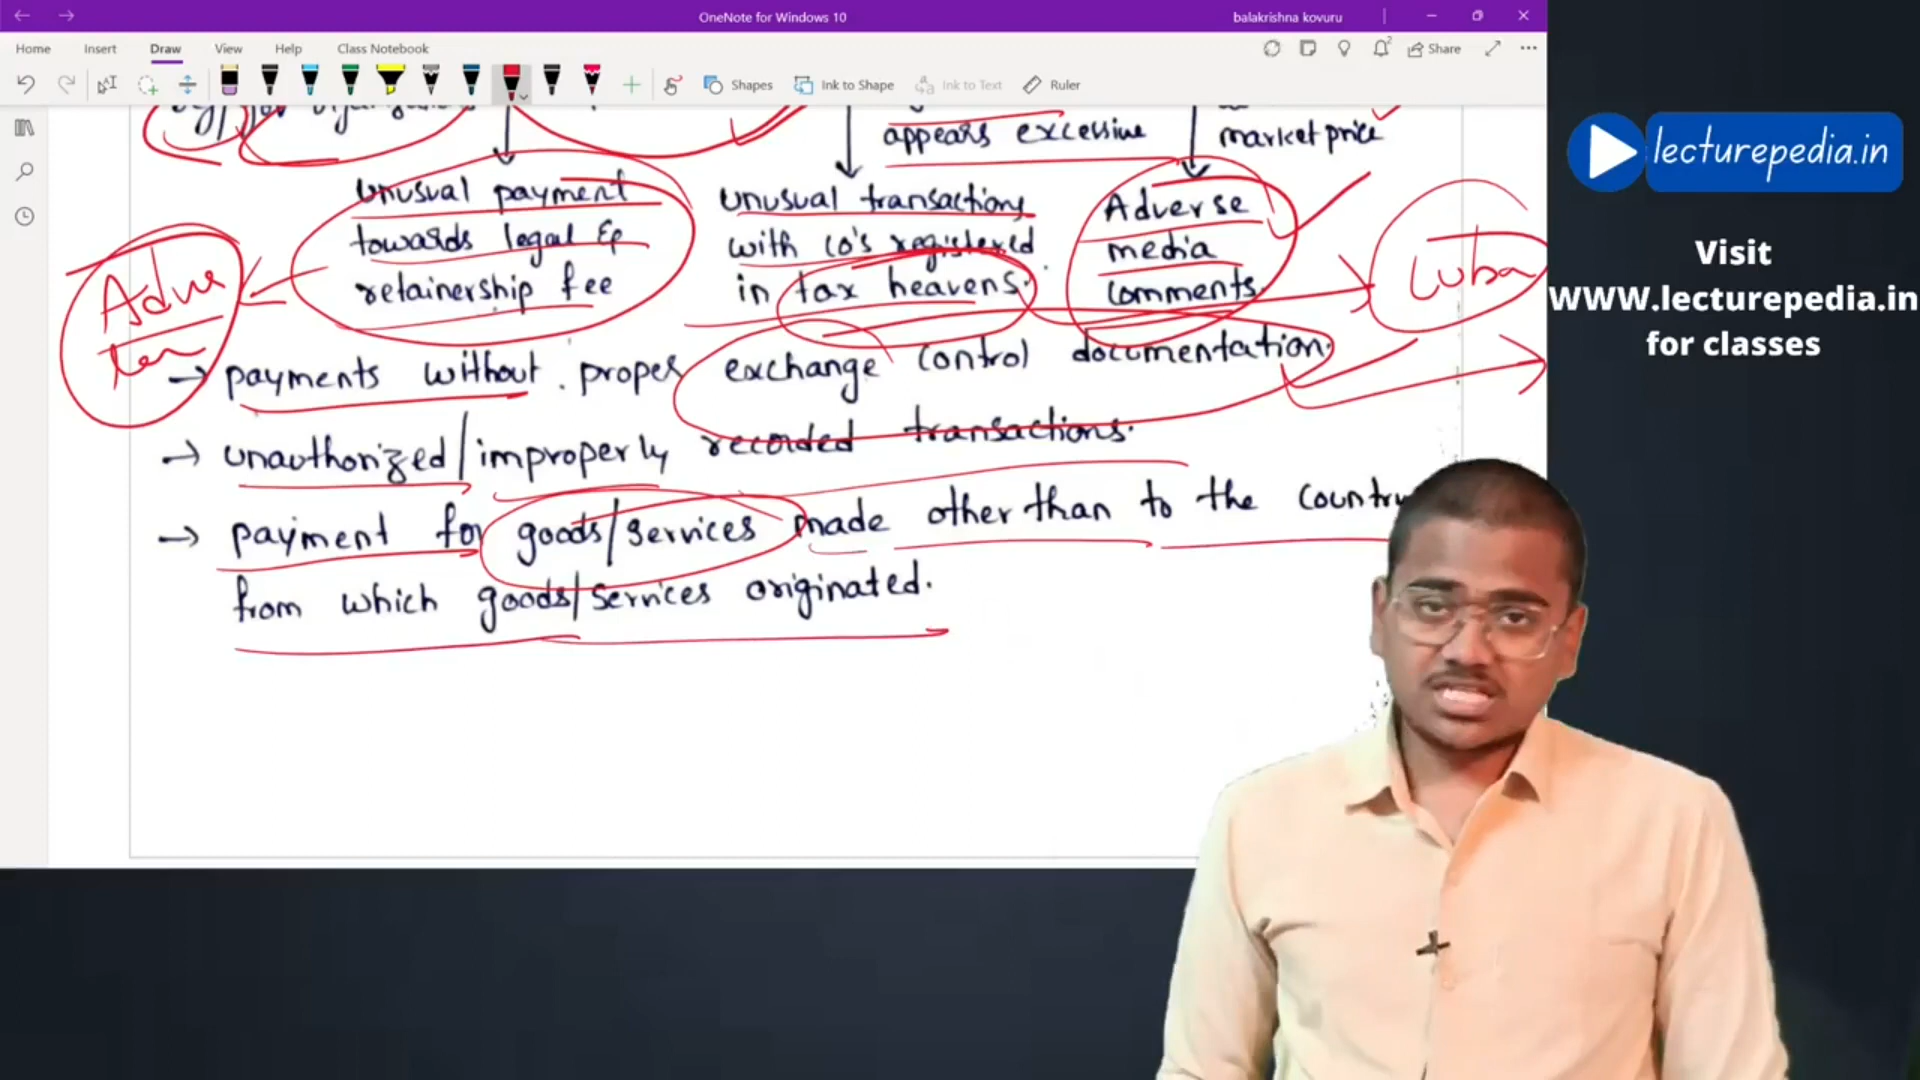 OneNote for Windows 10
balakrishna kovuru
Home Insert Draw View Help Class Notebook
Share
Shapes Ink to Shape Ink to Text Ruler
appears excessive
market price
unusual payment
towards legal &
retainership fee
unusual transactions
with co's registered
in tax heavens.
Adverse
media
comments.
Cuba
→ payments without proper exchange control documentation.
→ unauthorized/improperly recorded transactions.
→ payment for goods/services made other than to the country
from which goods/services originated.
lecturepedia.in
Visit
WWW.lecturepedia.in
for classes